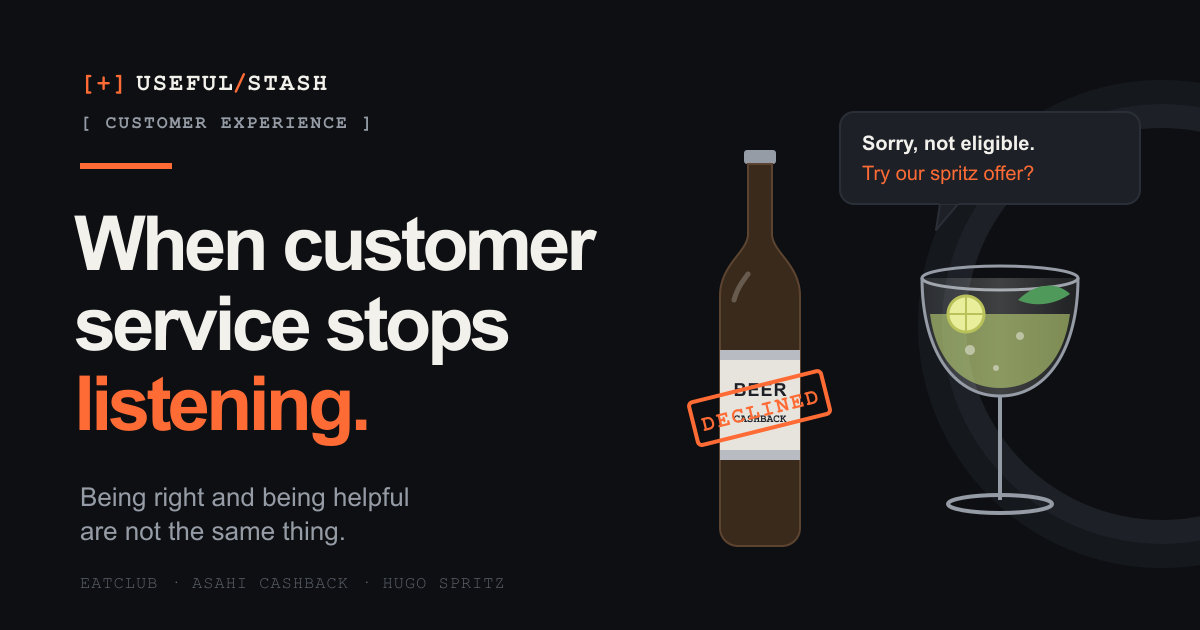 [+] USEFUL/STASH
[ CUSTOMER EXPERIENCE ]
When customer
service stops
listening.
Being right and being helpful
are not the same thing.
EATCLUB · ASAHI CASHBACK · HUGO SPRITZ
Sorry, not eligible.
Try our spritz offer?
BEER
DECLINED
CASHBACK